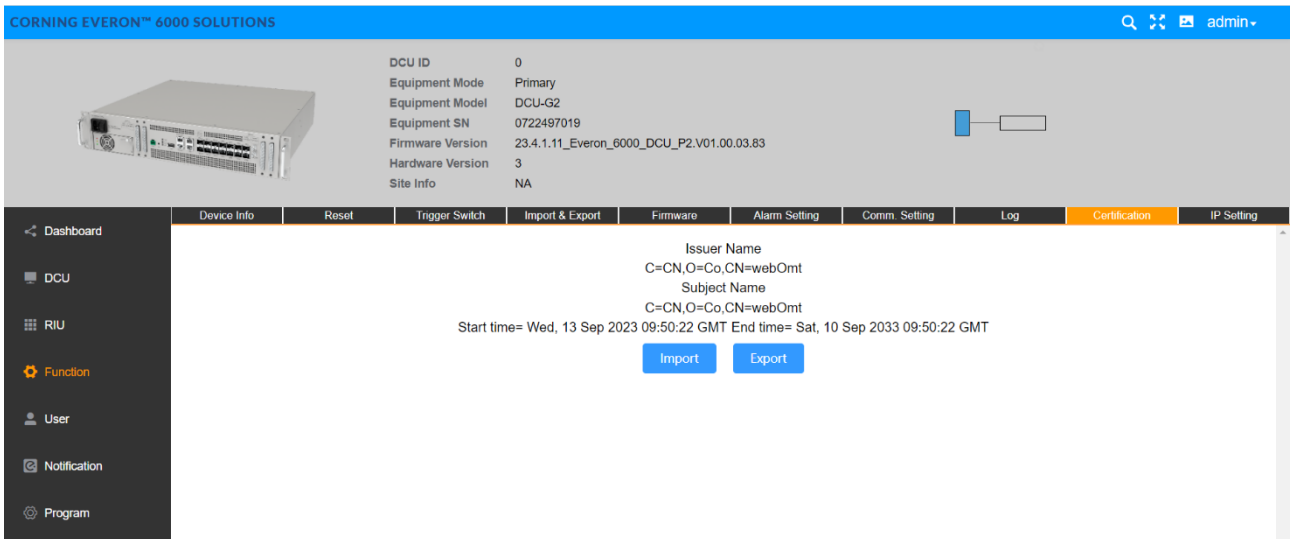 CORNING EVERON™ 6000 SOLUTIONS
admin
DCU ID 0
Equipment Mode Primary
Equipment Model DCU-G2
Equipment SN 0722497019
Firmware Version 23.4.1.11_Everon_6000_DCU_P2.V01.00.03.83
Hardware Version 3
Site Info NA
Device Info Reset Trigger Switch Import & Export Firmware Alarm Setting Comm. Setting Log Certification IP Setting
Dashboard
DCU
RIU
Function
User
Notification
Program
Issuer Name
C=CN,O=Co,CN=webOmt
Subject Name
C=CN,O=Co,CN=webOmt
Start time= Wed, 13 Sep 2023 09:50:22 GMT End time= Sat, 10 Sep 2033 09:50:22 GMT
Import Export